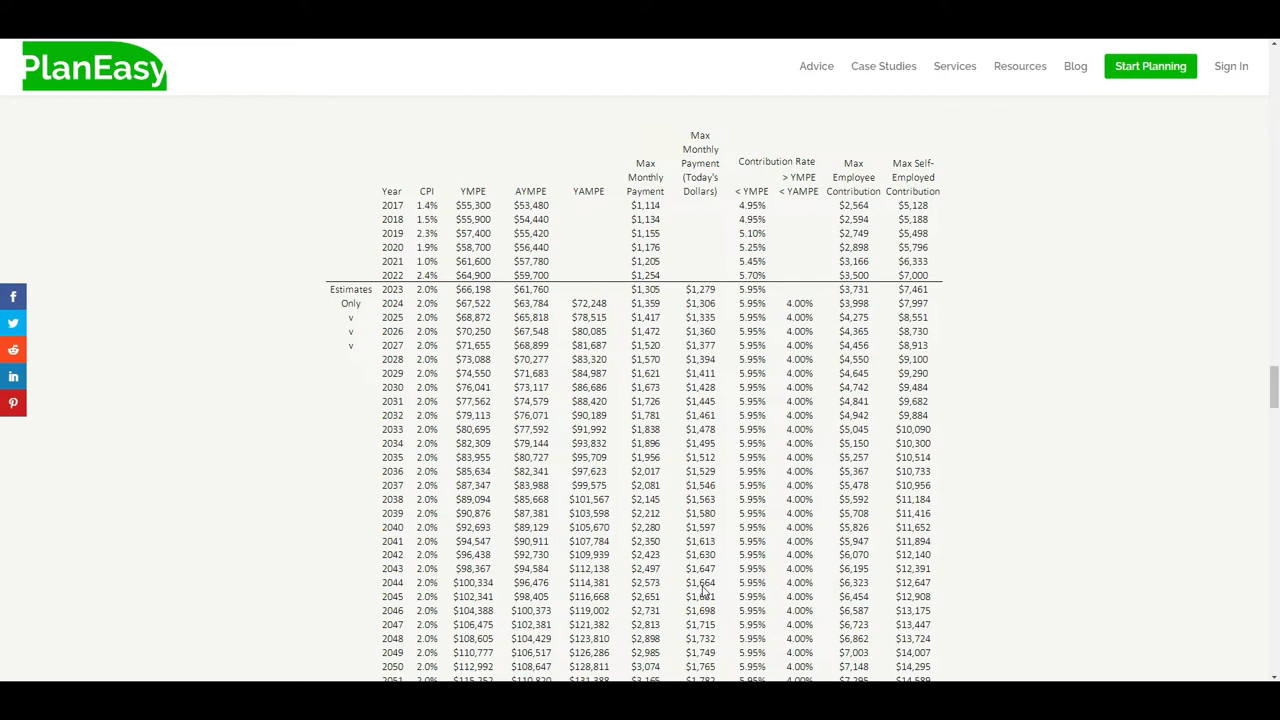 PlanEasy
Advice Case Studies Services Resources Blog Start Planning Sign In
Year CPI YMPE AYMPE YAMPE Max Monthly Payment Max Monthly Payment (Today's Dollars) Contribution Rate < YMPE > YMPE < YAMPE Max Employee Contribution Max Self-Employed Contribution
2017 1.4% $55,300 $53,480 $1,114 4.95% $2,564 $5,128
2018 1.5% $55,900 $54,440 $1,134 4.95% $2,594 $5,188
2019 2.3% $57,400 $55,420 $1,155 5.10% $2,749 $5,498
2020 1.9% $58,700 $56,440 $1,176 5.25% $2,898 $5,796
2021 1.0% $61,600 $57,780 $1,205 5.45% $3,166 $6,333
2022 2.4% $64,900 $59,700 $1,254 5.70% $3,500 $7,000
Estimates 2023 2.0% $66,198 $61,760 $1,305 $1,279 5.95% $3,731 $7,461
Only 2024 2.0% $67,522 $63,784 $72,248 $1,359 $1,306 5.95% 4.00% $3,998 $7,997
v 2025 2.0% $68,872 $65,818 $78,515 $1,417 $1,335 5.95% 4.00% $4,275 $8,551
v 2026 2.0% $70,250 $67,548 $80,085 $1,472 $1,360 5.95% 4.00% $4,365 $8,730
v 2027 2.0% $71,655 $68,899 $81,687 $1,520 $1,377 5.95% 4.00% $4,456 $8,913
2028 2.0% $73,088 $70,277 $83,320 $1,570 $1,394 5.95% 4.00% $4,550 $9,100
2029 2.0% $74,550 $71,683 $84,987 $1,621 $1,411 5.95% 4.00% $4,645 $9,290
2030 2.0% $76,041 $73,117 $86,686 $1,673 $1,428 5.95% 4.00% $4,742 $9,484
2031 2.0% $77,562 $74,579 $88,420 $1,726 $1,445 5.95% 4.00% $4,841 $9,682
2032 2.0% $79,113 $76,071 $90,189 $1,781 $1,461 5.95% 4.00% $4,942 $9,884
2033 2.0% $80,695 $77,592 $91,992 $1,838 $1,478 5.95% 4.00% $5,045 $10,090
2034 2.0% $82,309 $79,144 $93,832 $1,896 $1,495 5.95% 4.00% $5,150 $10,300
2035 2.0% $83,955 $80,727 $95,709 $1,956 $1,512 5.95% 4.00% $5,257 $10,514
2036 2.0% $85,634 $82,341 $97,623 $2,017 $1,529 5.95% 4.00% $5,367 $10,733
2037 2.0% $87,347 $83,988 $99,575 $2,081 $1,546 5.95% 4.00% $5,478 $10,956
2038 2.0% $89,094 $85,668 $101,567 $2,145 $1,563 5.95% 4.00% $5,592 $11,184
2039 2.0% $90,876 $87,381 $103,598 $2,212 $1,580 5.95% 4.00% $5,708 $11,416
2040 2.0% $92,693 $89,129 $105,670 $2,280 $1,597 5.95% 4.00% $5,826 $11,652
2041 2.0% $94,547 $90,911 $107,784 $2,350 $1,613 5.95% 4.00% $5,947 $11,894
2042 2.0% $96,438 $92,730 $109,939 $2,423 $1,630 5.95% 4.00% $6,070 $12,140
2043 2.0% $98,367 $94,584 $112,138 $2,497 $1,647 5.95% 4.00% $6,195 $12,391
2044 2.0% $100,334 $96,476 $114,381 $2,573 $1,664 5.95% 4.00% $6,323 $12,647
2045 2.0% $102,341 $98,405 $116,668 $2,651 5.95% 4.00% $6,454 $12,908
2046 2.0% $104,388 $100,373 $119,002 $2,731 $1,698 5.95% 4.00% $6,587 $13,175
2047 2.0% $106,475 $102,381 $121,382 $2,813 $1,715 5.95% 4.00% $6,723 $13,447
2048 2.0% $108,605 $104,429 $123,810 $2,898 $1,732 5.95% 4.00% $6,862 $13,724
2049 2.0% $110,777 $106,517 $126,286 $2,985 $1,749 5.95% 4.00% $7,003 $14,007
2050 2.0% $112,992 $108,647 $128,811 $3,074 $1,765 5.95% 4.00% $7,148 $14,295
2051 2.0% $115,252 $110,820 $131,388 $3,165 $1,782 5.95% 4.00% $7,295 $14,589